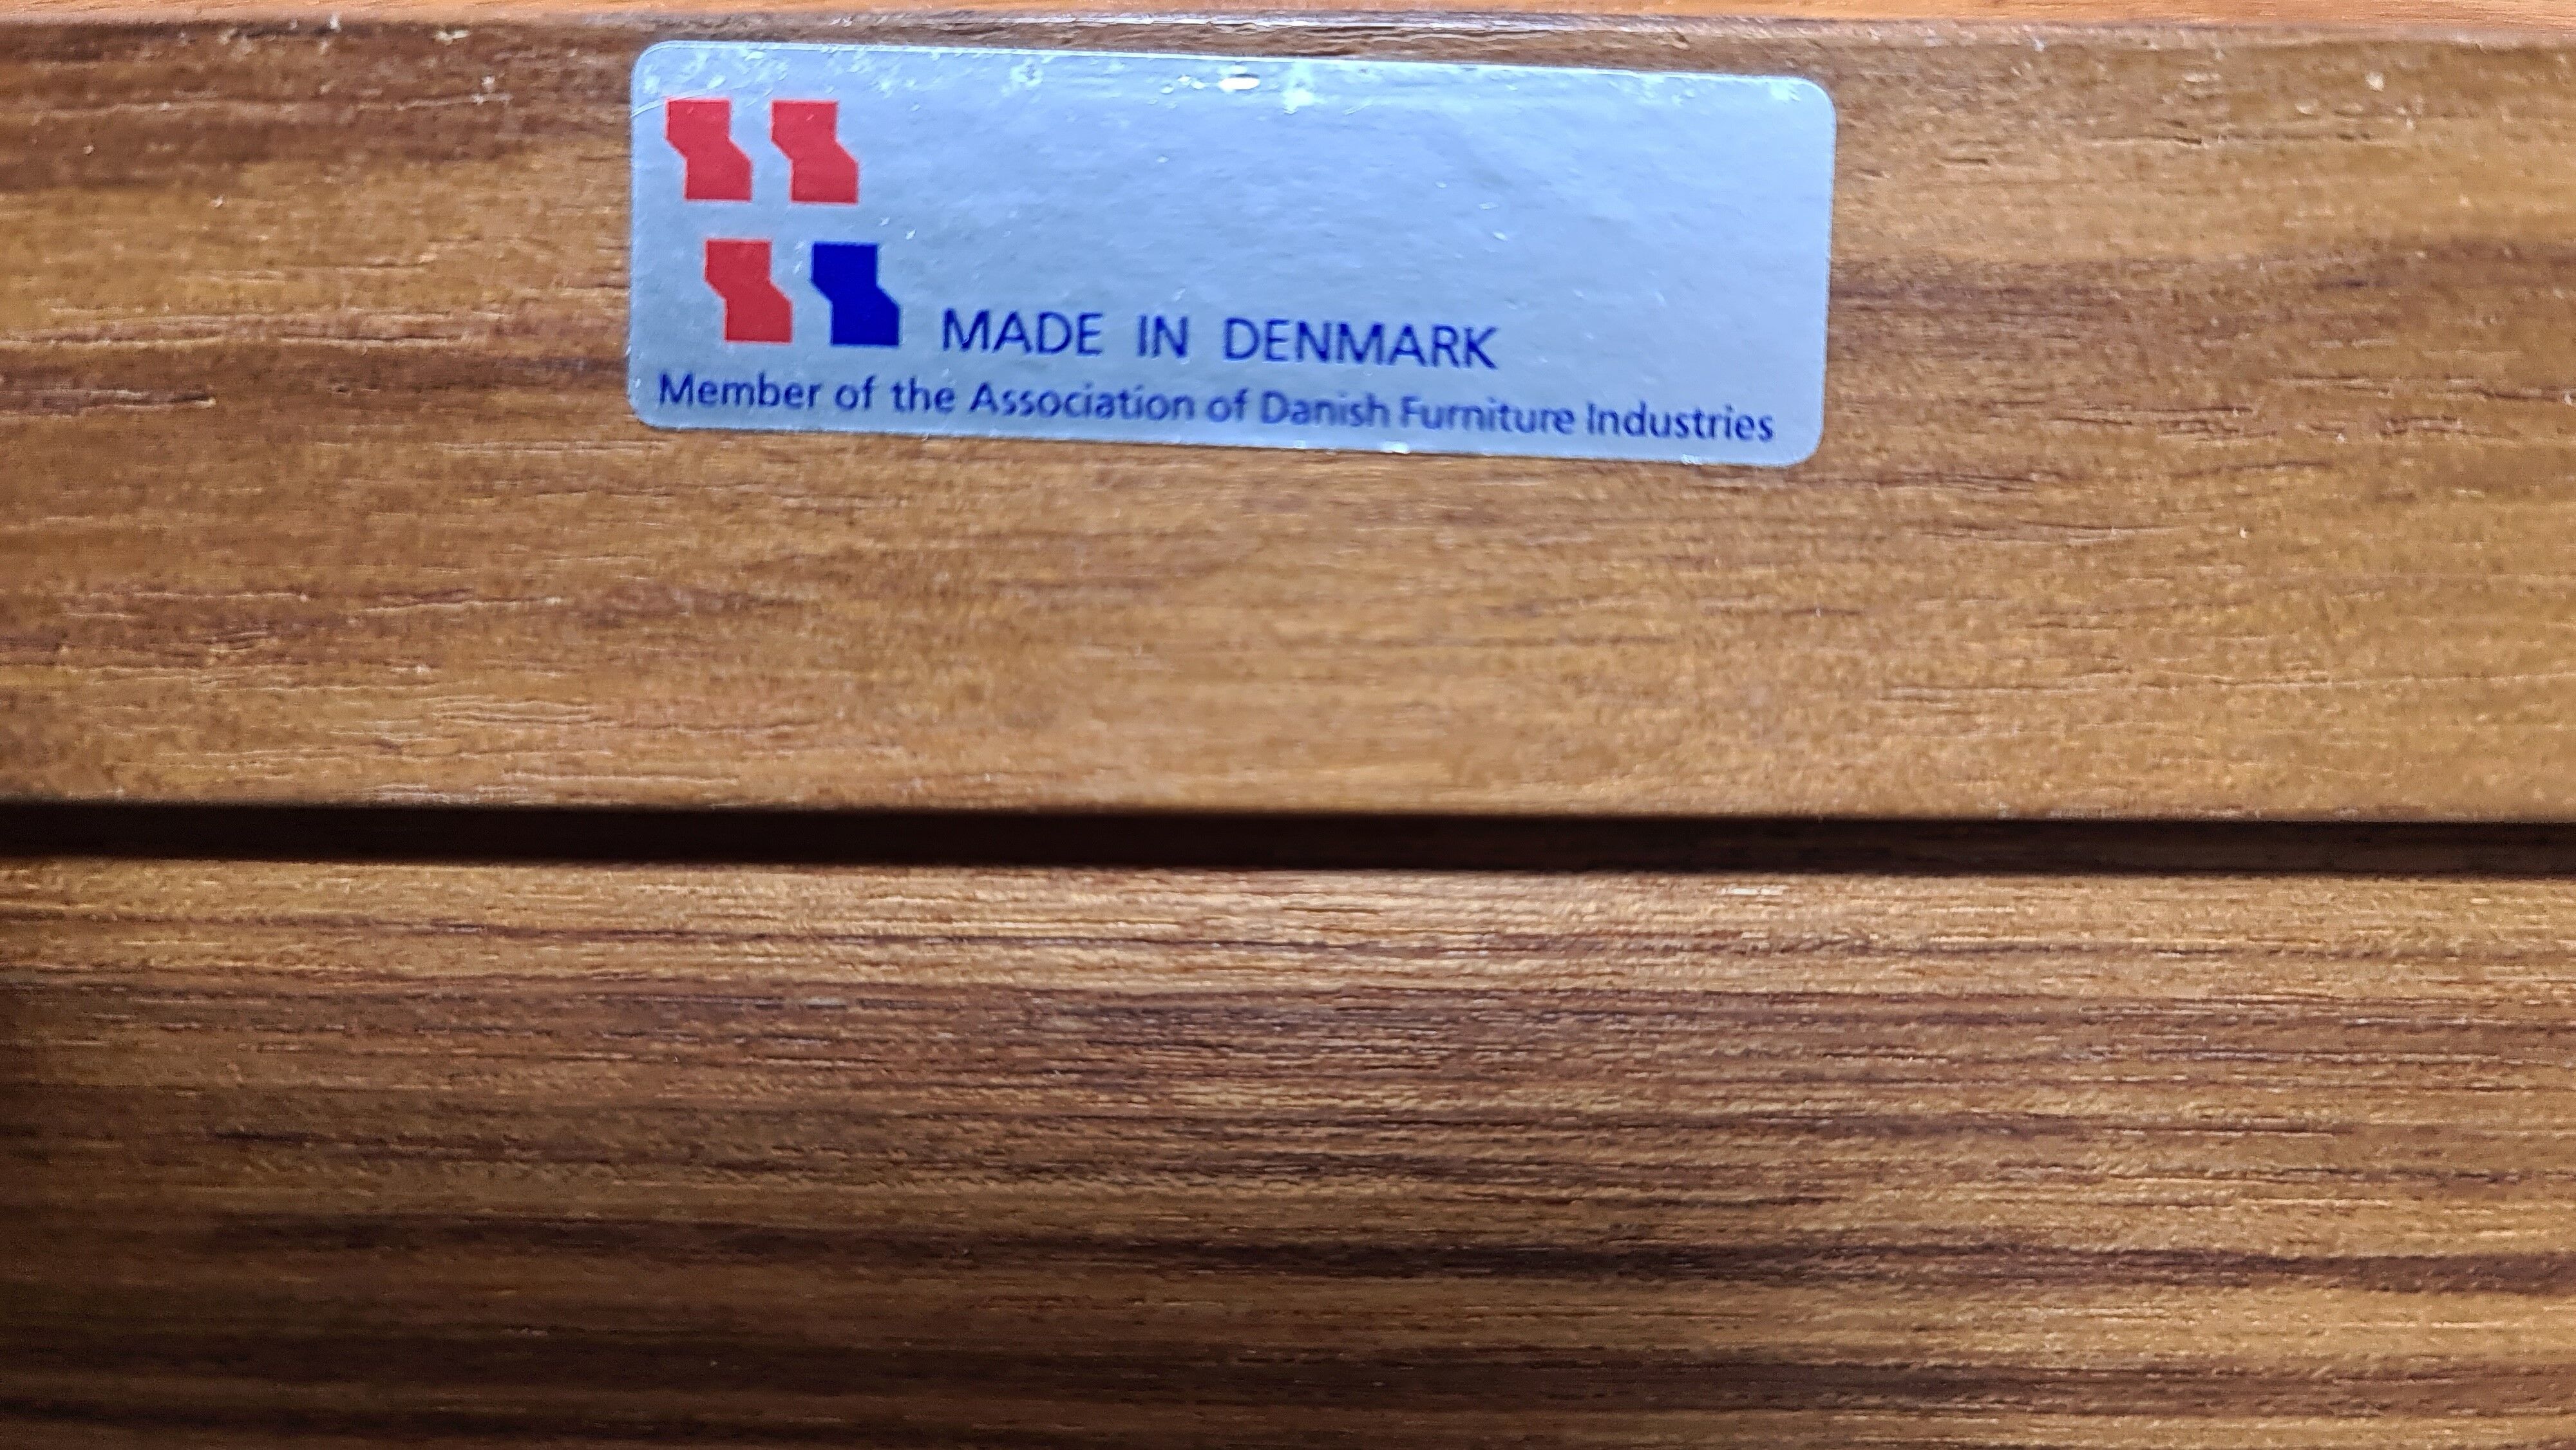 MADE IN DENMARK
Member of the Association of Danish Furniture Industries